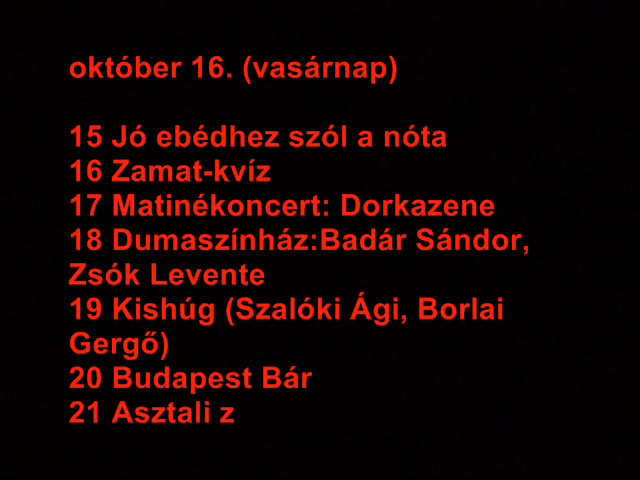 október 16. (vasárnap)
15 Jó ebédhez szól a nóta
16 Zamat-kvíz
17 Matinékoncert: Dorkazene
18 Dumaszínház:Badár Sándor,
Zsók Levente
19 Kishúg (Szalóki Ági, Borlai
Gergő)
20 Budapest Bár
21 Asztali z